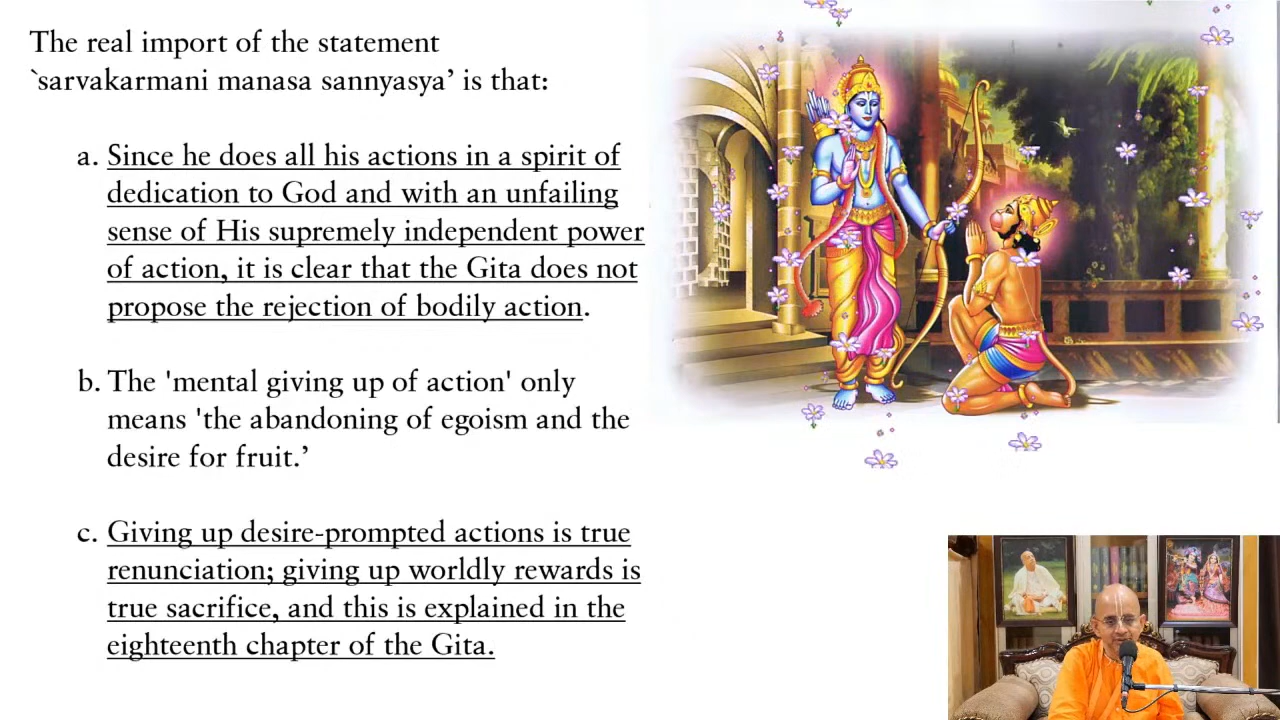 The real import of the statement
`sarvakarmani manasa sannyasya’ is that:
a. Since he does all his actions in a spirit of
dedication to God and with an unfailing
sense of His supremely independent power
of action, it is clear that the Gita does not
propose the rejection of bodily action.
b. The 'mental giving up of action' only
means 'the abandoning of egoism and the
desire for fruit.’
c. Giving up desire-prompted actions is true
renunciation; giving up worldly rewards is
true sacrifice, and this is explained in the
eighteenth chapter of the Gita.